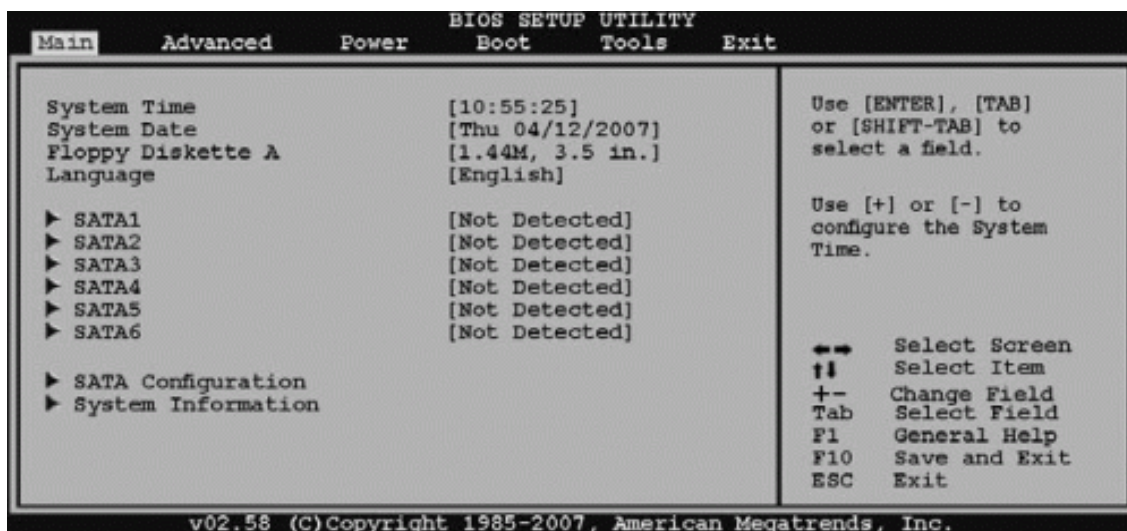 BIOS SETUP UTILITY
Main Advanced Power Boot Tools Exit
System Time [10:55:25]
System Date [Thu 04/12/2007]
Floppy Diskette A [1.44M, 3.5 in.]
Language [English]
SATA1 [Not Detected]
SATA2 [Not Detected]
SATA3 [Not Detected]
SATA4 [Not Detected]
SATA5 [Not Detected]
SATA6 [Not Detected]
SATA Configuration
System Information
Use [ENTER], [TAB]
or [SHIFT-TAB] to
select a field.
Use [+] or [-] to
configure the System
Time.
Select Screen
Select Item
+- Change Field
Tab Select Field
F1 General Help
F10 Save and Exit
ESC Exit
v02.58 (C)Copyright 1985-2007, American Megatrends, Inc.